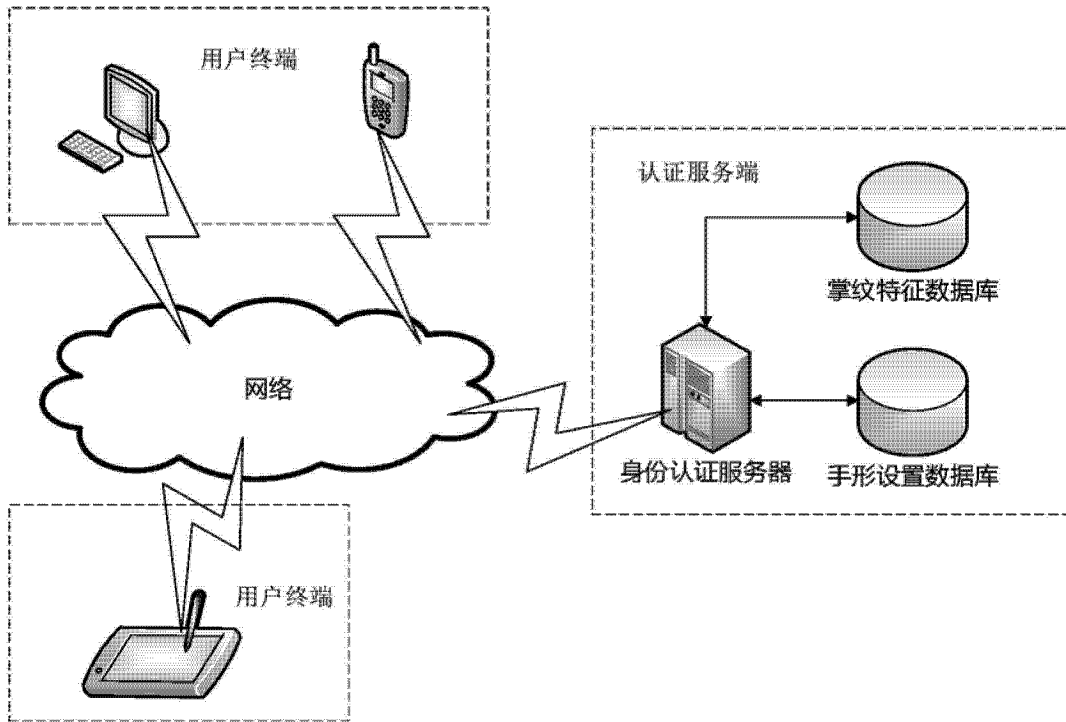 用户终端
认证服务端
掌纹特征数据库
网络
身份认证服务器
手形设置数据库
用户终端